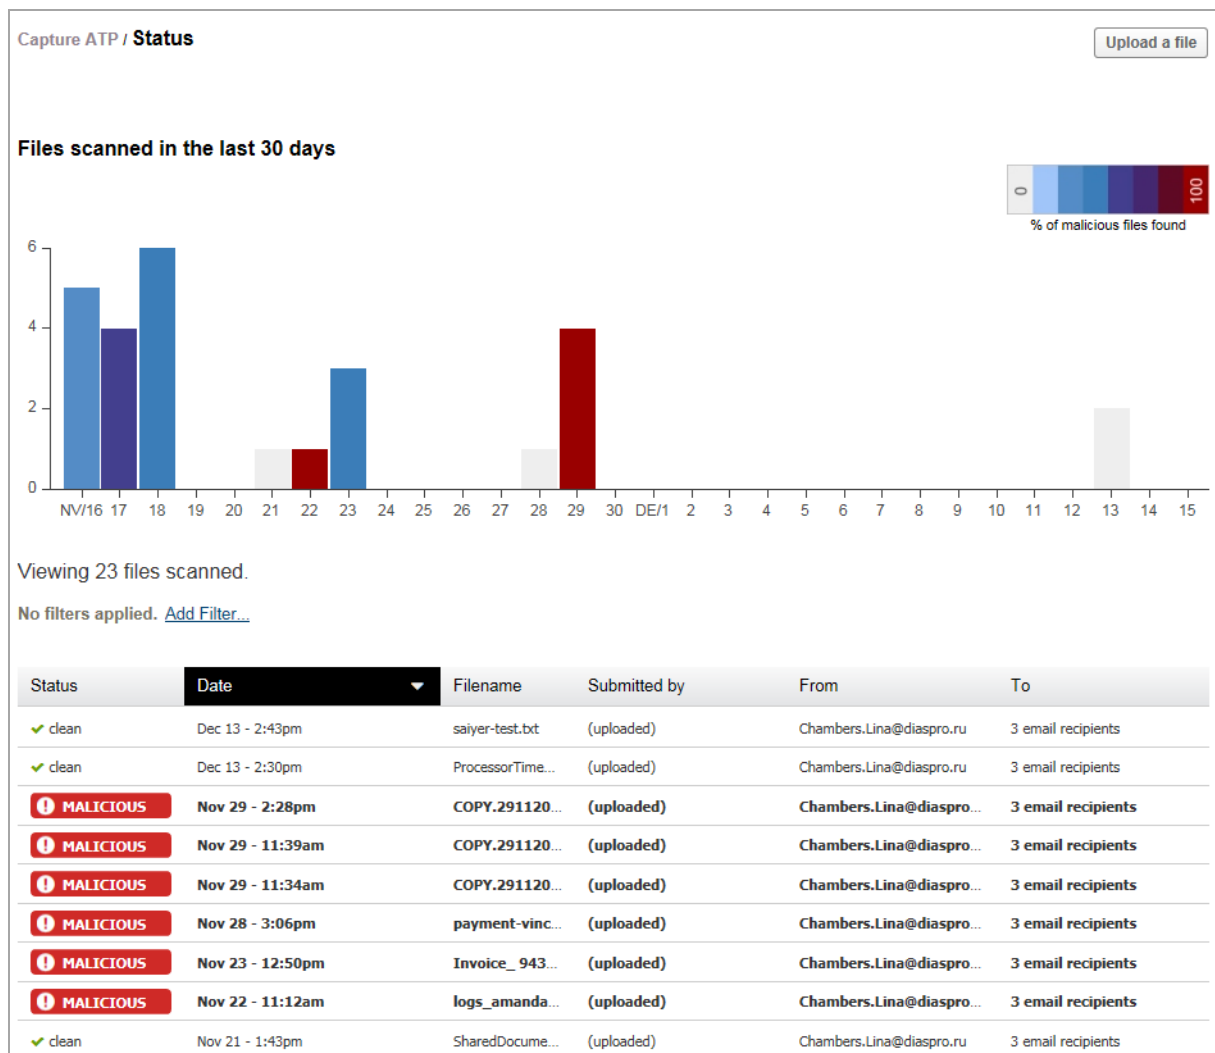 Capture ATP / Status
Upload a file
Files scanned in the last 30 days
0 100
% of malicious files found
6
4
2
0
NV/16 17 18 19 20 21 22 23 24 25 26 27 28 29 30 DE/1 2 3 4 5 6 7 8 9 10 11 12 13 14 15
Viewing 23 files scanned.
No filters applied. Add Filter...
Status Date Filename Submitted by From To
clean Dec 13 - 2:43pm saiyer-test.txt (uploaded) Chambers.Lina@diaspro.ru 3 email recipients
clean Dec 13 - 2:30pm ProcessorTime... (uploaded) Chambers.Lina@diaspro.ru 3 email recipients
MALICIOUS Nov 29 - 2:28pm COPY.291120... (uploaded) Chambers.Lina@diaspro... 3 email recipients
MALICIOUS Nov 29 - 11:39am COPY.291120... (uploaded) Chambers.Lina@diaspro... 3 email recipients
MALICIOUS Nov 29 - 11:34am COPY.291120... (uploaded) Chambers.Lina@diaspro... 3 email recipients
MALICIOUS Nov 28 - 3:06pm payment-vinc... (uploaded) Chambers.Lina@diaspro... 3 email recipients
MALICIOUS Nov 23 - 12:50pm Invoice_ 943... (uploaded) Chambers.Lina@diaspro... 3 email recipients
MALICIOUS Nov 22 - 11:12am logs_amanda... (uploaded) Chambers.Lina@diaspro... 3 email recipients
clean Nov 21 - 1:43pm SharedDocume... (uploaded) Chambers.Lina@diaspro.ru 3 email recipients